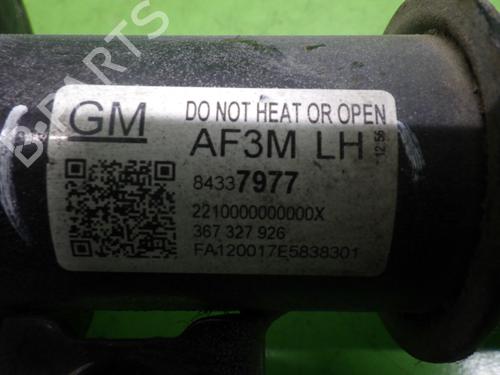 B-PARTS
GM
DO NOT HEAT OR OPEN
AF3M LH
12:56
84337977
2210000000000X
367 327 926
FA120017E5838301